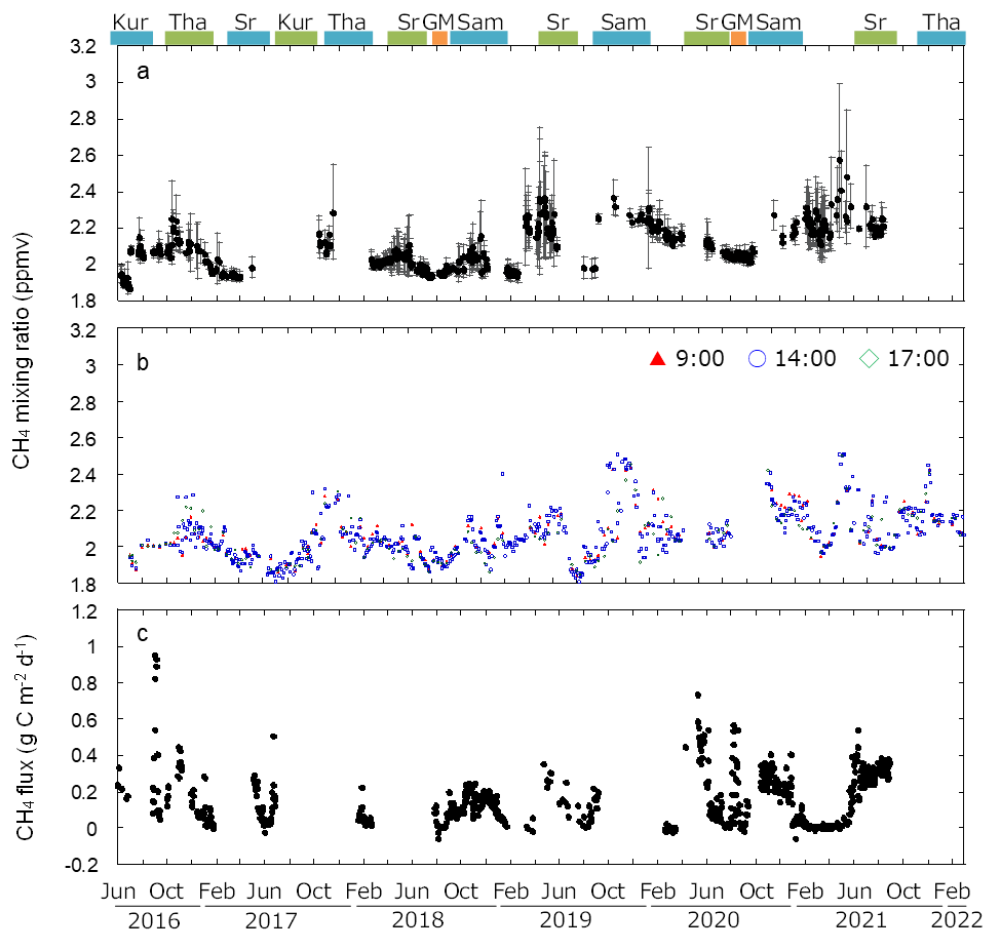 Kur Tha Sr Kur Tha Sr GM Sam Sr Sam Sr GM Sam Sr Tha
3.2
a
3
2.8
2.6
2.4
2.2
2
1.8
CH4 mixing ratio (ppmv)
3.2
b
▲ 9:00 ○ 14:00 ◇ 17:00
3
2.8
2.6
2.4
2.2
2
1.8
1.2
c
1
0.8
0.6
0.4
0.2
0
-0.2
CH4 flux (g C m-2 d-1)
Jun Oct Feb Jun Oct Feb Jun Oct Feb Jun Oct Feb Jun Oct Feb Jun Oct Feb
2016 2017 2018 2019 2020 2021 2022